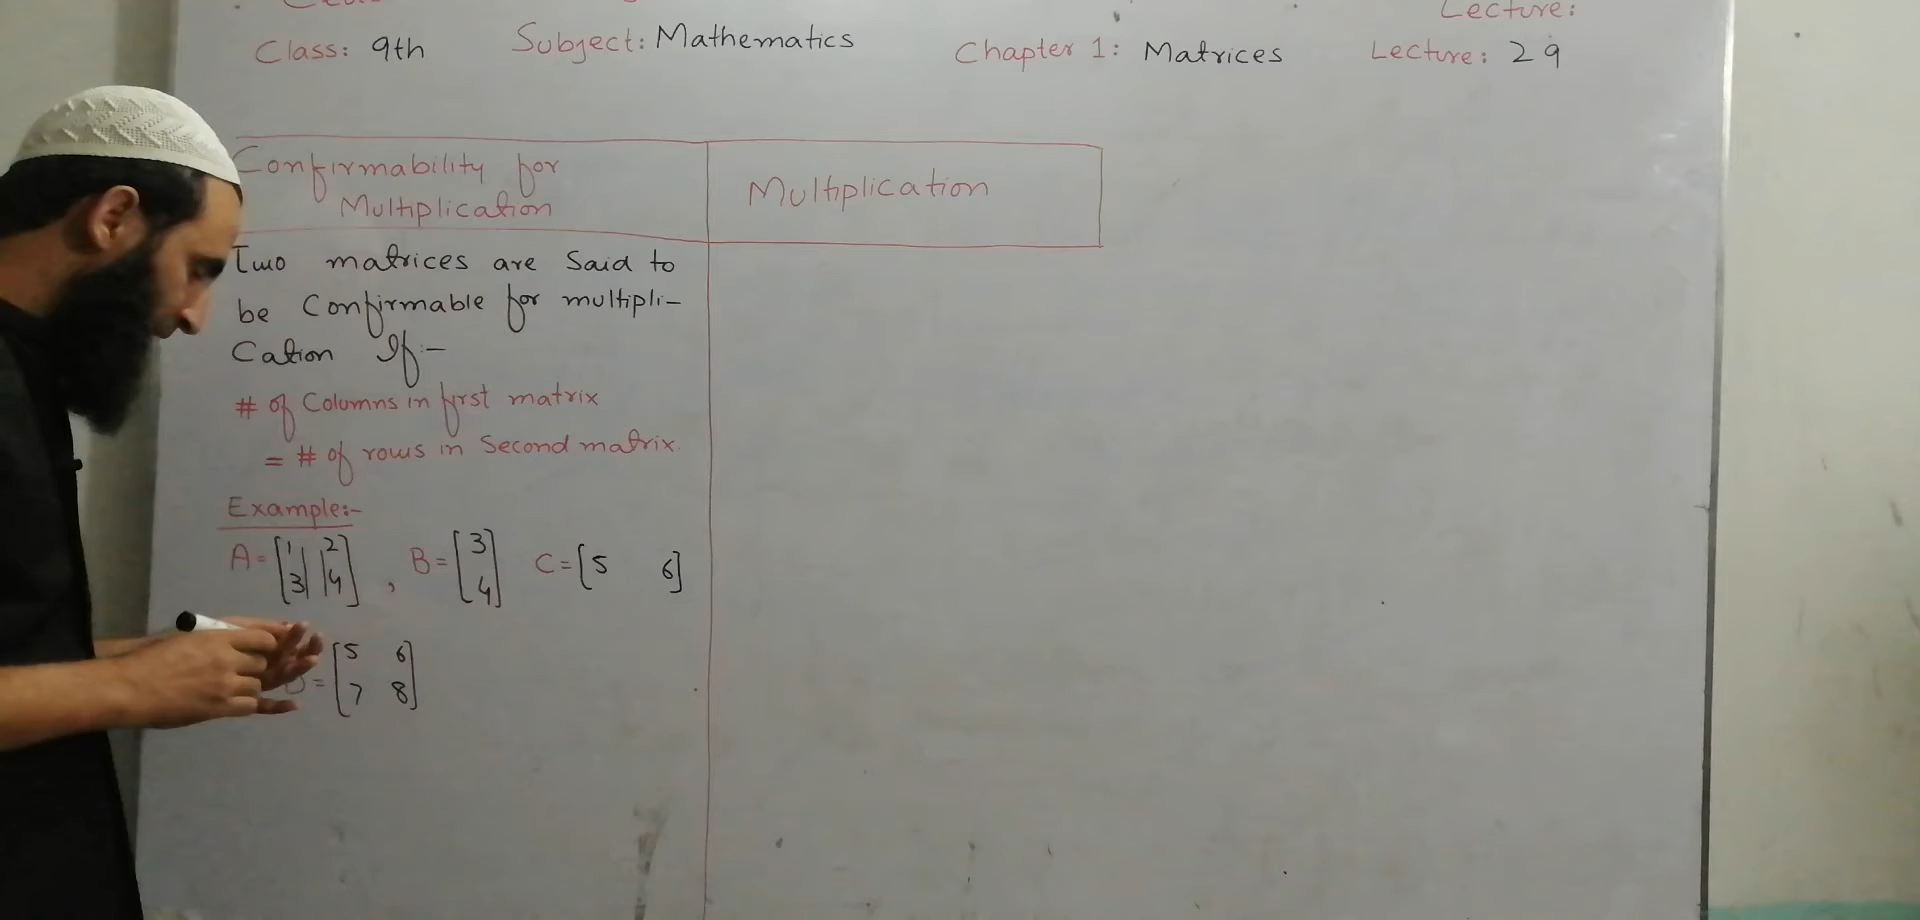 Lecture:
Class: 9th Subject: Mathematics Chapter 1: Matrices Lecture: 29
Confirmability for
Multiplication
Multiplication
Two matrices are Said to
be Confirmable for multipli-
Cation If:-
# of Columns in first matrix
= # of rows in Second matrix.
Example:-
A = [1 2
3 4] , B = [3
4] C = [5 6]
D = [5 6
7 8]